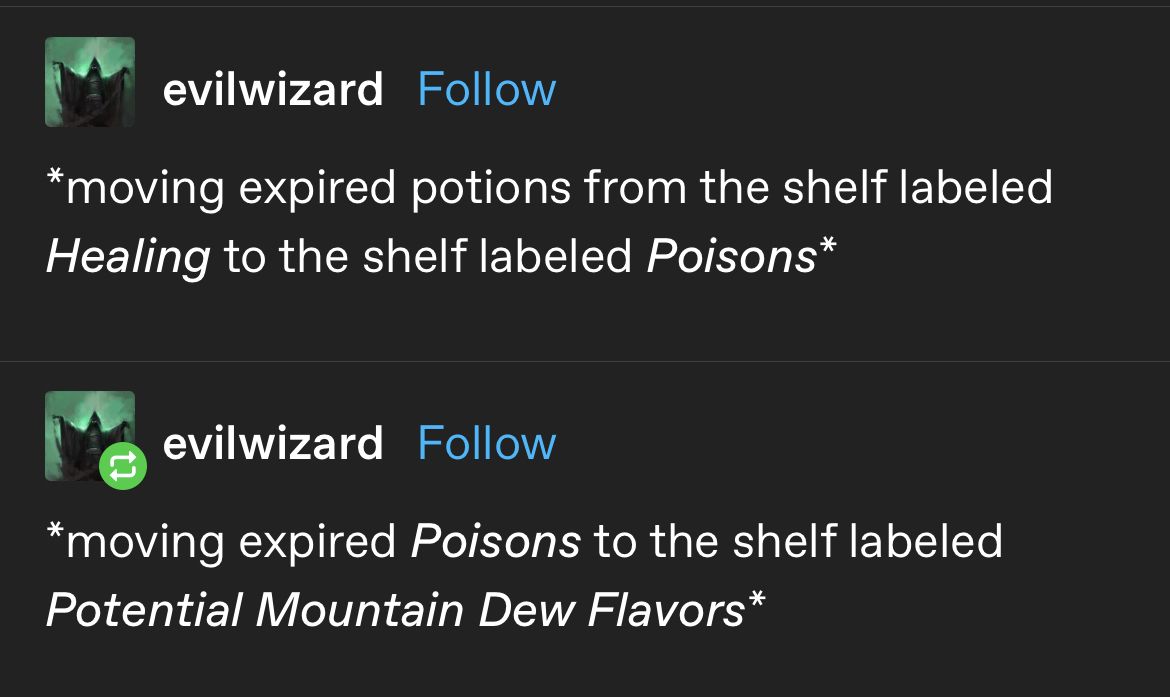 evilwizard Follow
*moving expired potions from the shelf labeled
Healing to the shelf labeled Poisons*
evilwizard Follow
*moving expired Poisons to the shelf labeled
Potential Mountain Dew Flavors*